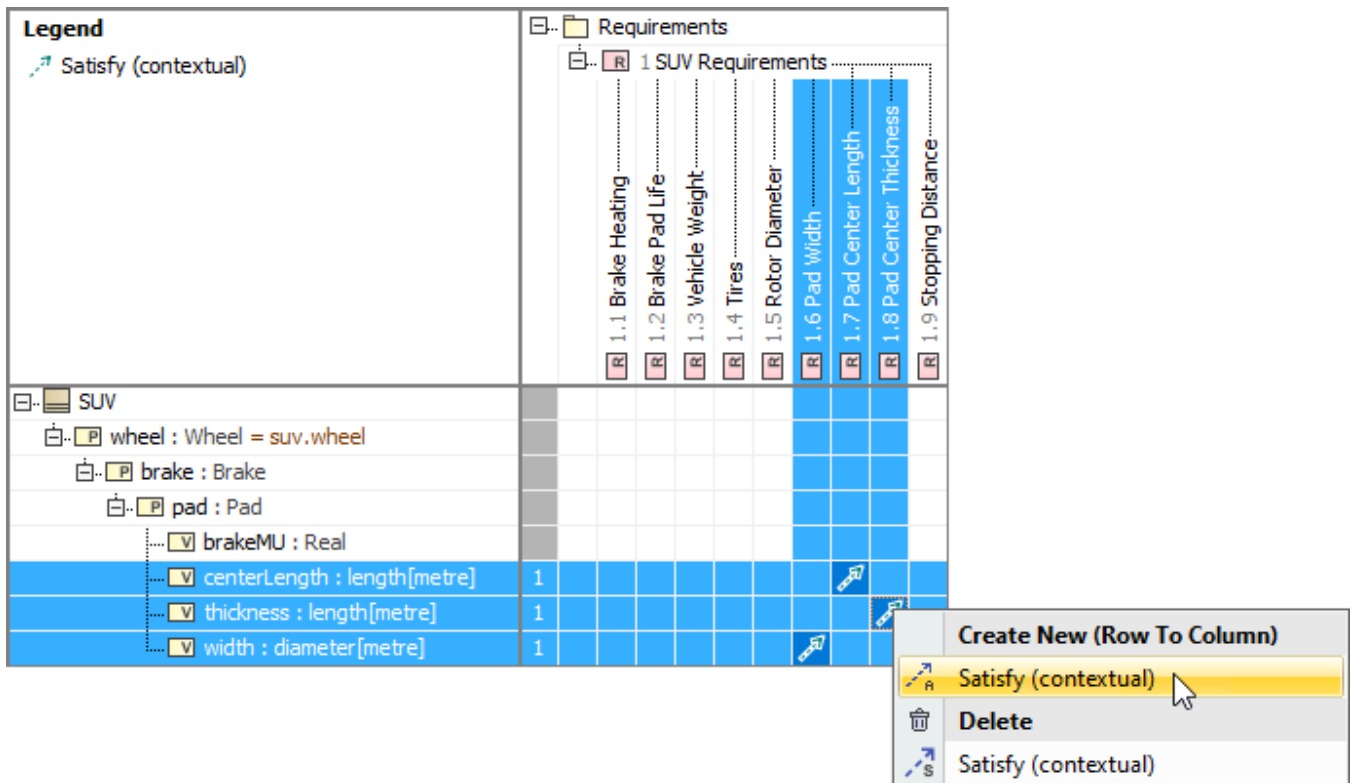 Legend
Satisfy (contextual)
Requirements
R 1 SUV Requirements
R 1.1 Brake Heating
R 1.2 Brake Pad Life
R 1.3 Vehicle Weight
R 1.4 Tires
R 1.5 Rotor Diameter
R 1.6 Pad Width
R 1.7 Pad Center Length
R 1.8 Pad Center Thickness
R 1.9 Stopping Distance
SUV
P wheel : Wheel = suv.wheel
P brake : Brake
P pad : Pad
V brakeMU : Real
V centerLength : length[metre] 1
V thickness : length[metre] 1
V width : diameter[metre] 1
Create New (Row To Column)
A Satisfy (contextual)
Delete
S Satisfy (contextual)